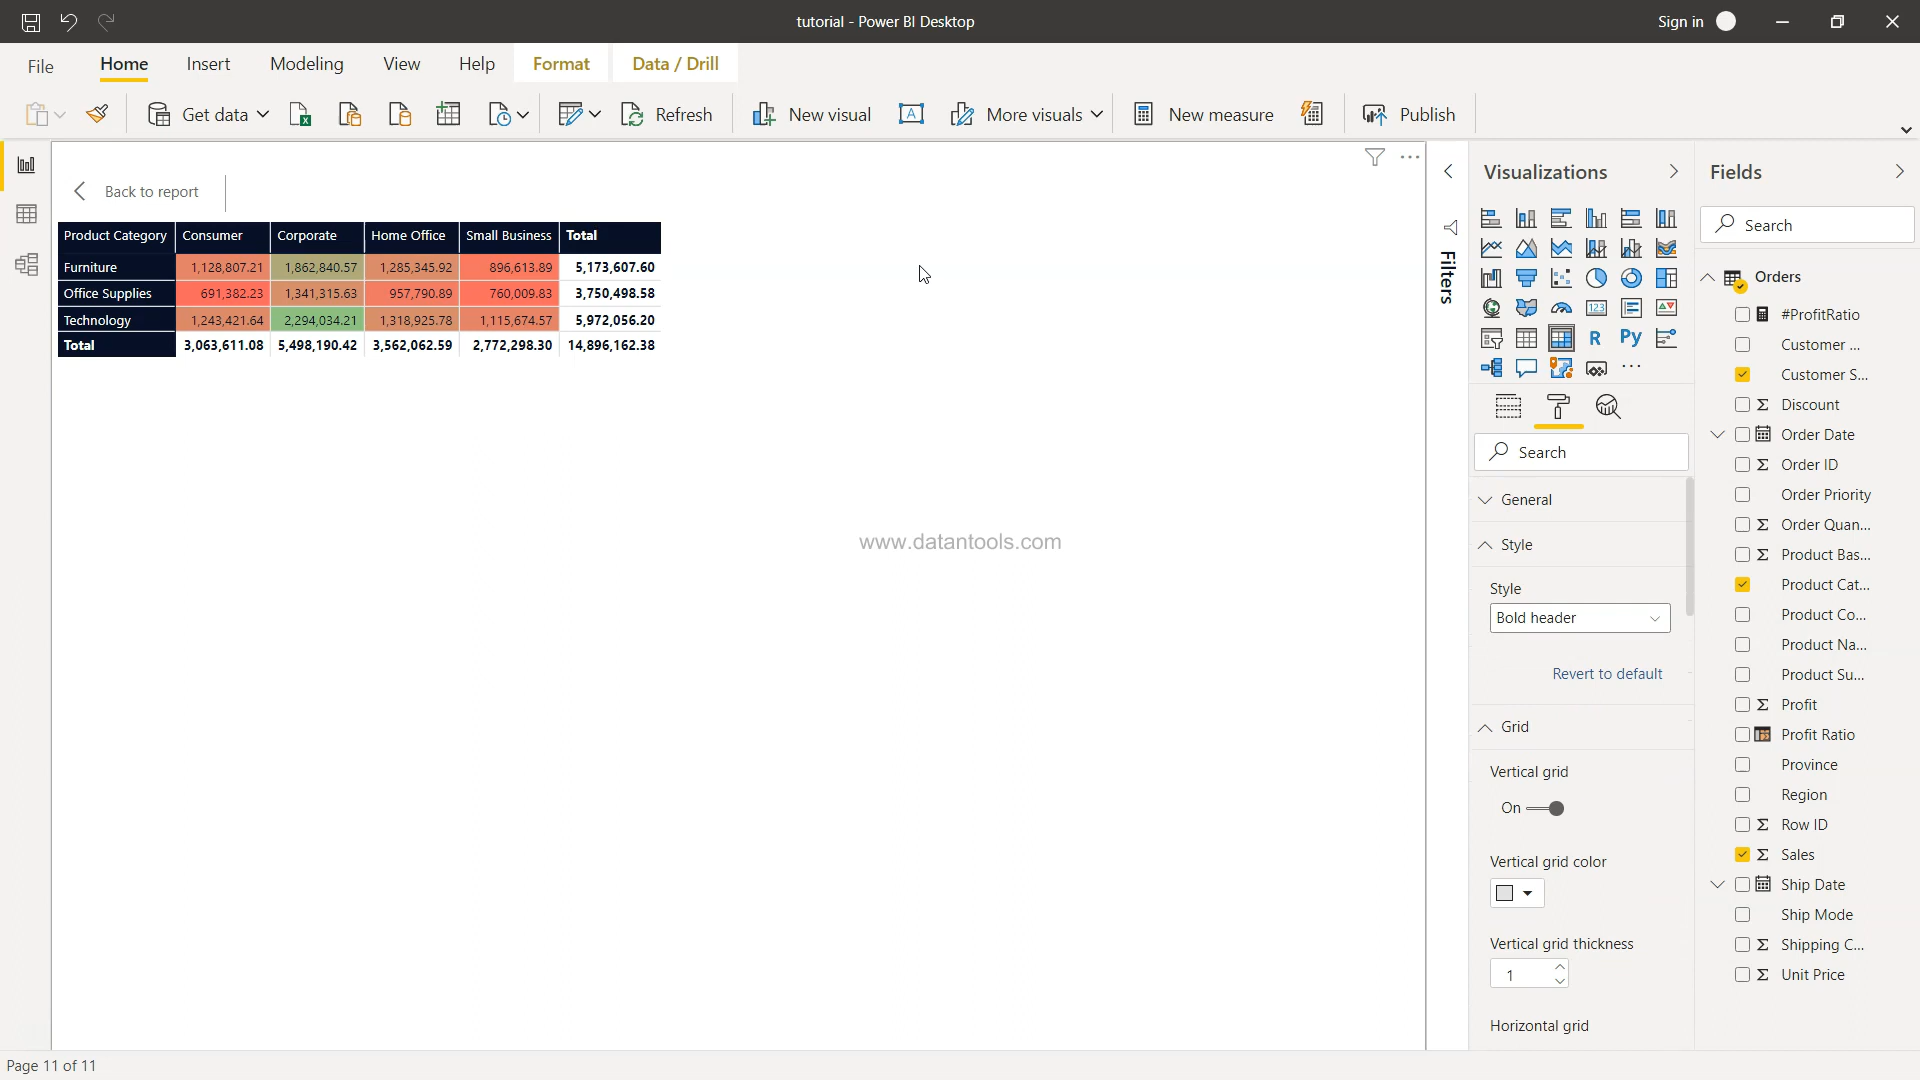 tutorial - Power BI Desktop
Sign in
File Home Insert Modeling View Help Format Data / Drill
Get data Refresh New visual More visuals New measure Publish
Back to report
Product Category Consumer Corporate Home Office Small Business Total
Furniture 1,128,807.21 1,862,840.57 1,285,345.92 896,613.89 5,173,607.60
Office Supplies 691,382.23 1,341,315.63 957,790.89 760,009.83 3,750,498.58
Technology 1,243,421.64 2,294,034.21 1,318,925.78 1,115,674.57 5,972,056.20
Total 3,063,611.08 5,498,190.42 3,562,062.59 2,772,298.30 14,896,162.38
www.datantools.com
Filters
Visualizations
R Py
123
Search
General
Style
Style
Bold header
Revert to default
Grid
Vertical grid
On
Vertical grid color
Vertical grid thickness
1
Horizontal grid
Fields
Search
Orders
#ProfitRatio
Customer ...
Customer S...
Discount
Order Date
Order ID
Order Priority
Order Quan...
Product Bas...
Product Cat...
Product Co...
Product Na...
Product Su...
Profit
Profit Ratio
Province
Region
Row ID
Sales
Ship Date
Ship Mode
Shipping C...
Unit Price
Page 11 of 11